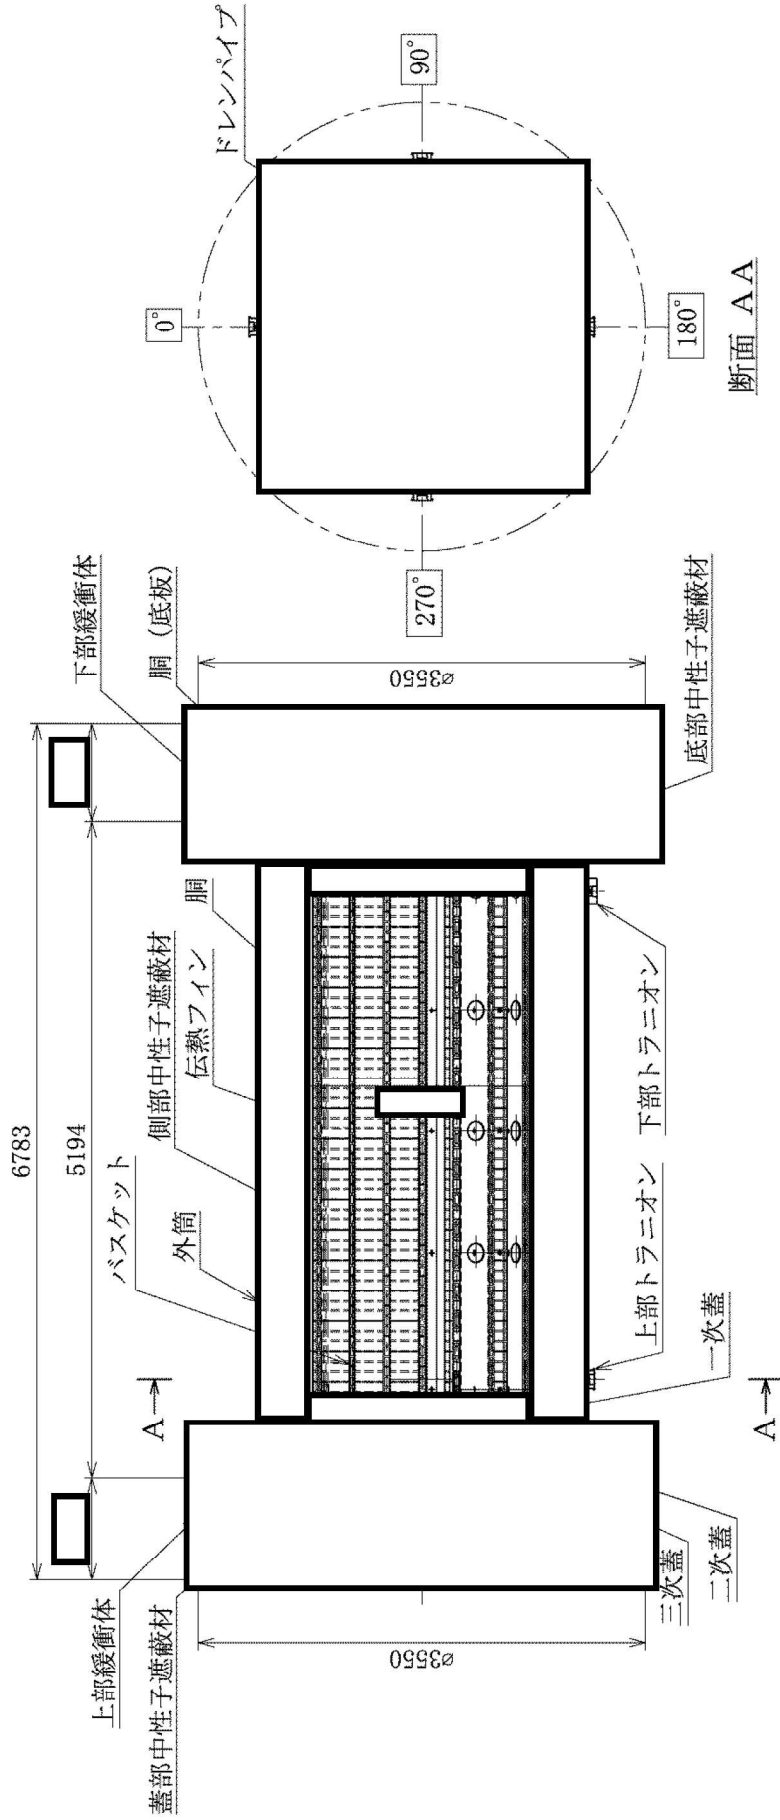 6783
5194
上部緩衝体
蓋部中性子遮蔽材
バスケット
外筒
側部中性子遮蔽材
伝熱フィン
胴
下部緩衝体
胴（底板）
ø3550
ø3550
A
A
三次蓋
二次蓋
一次蓋
上部トラニオン
下部トラニオン
底部中性子遮蔽材
ドレンパイプ
0°
90°
180°
270°
断面 AA